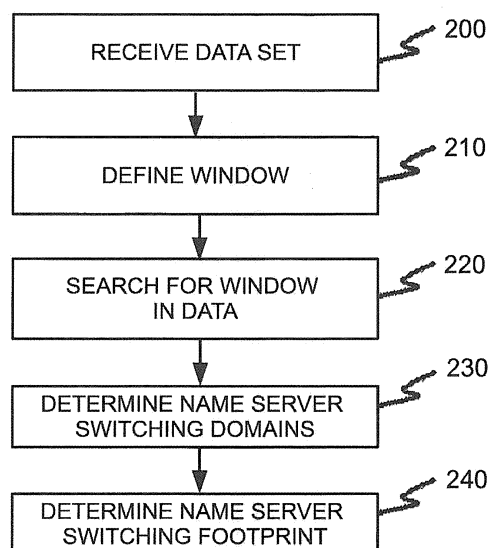 RECEIVE DATA SET
200
DEFINE WINDOW
210
SEARCH FOR WINDOW
IN DATA
220
DETERMINE NAME SERVER
SWITCHING DOMAINS
230
DETERMINE NAME SERVER
SWITCHING FOOTPRINT
240